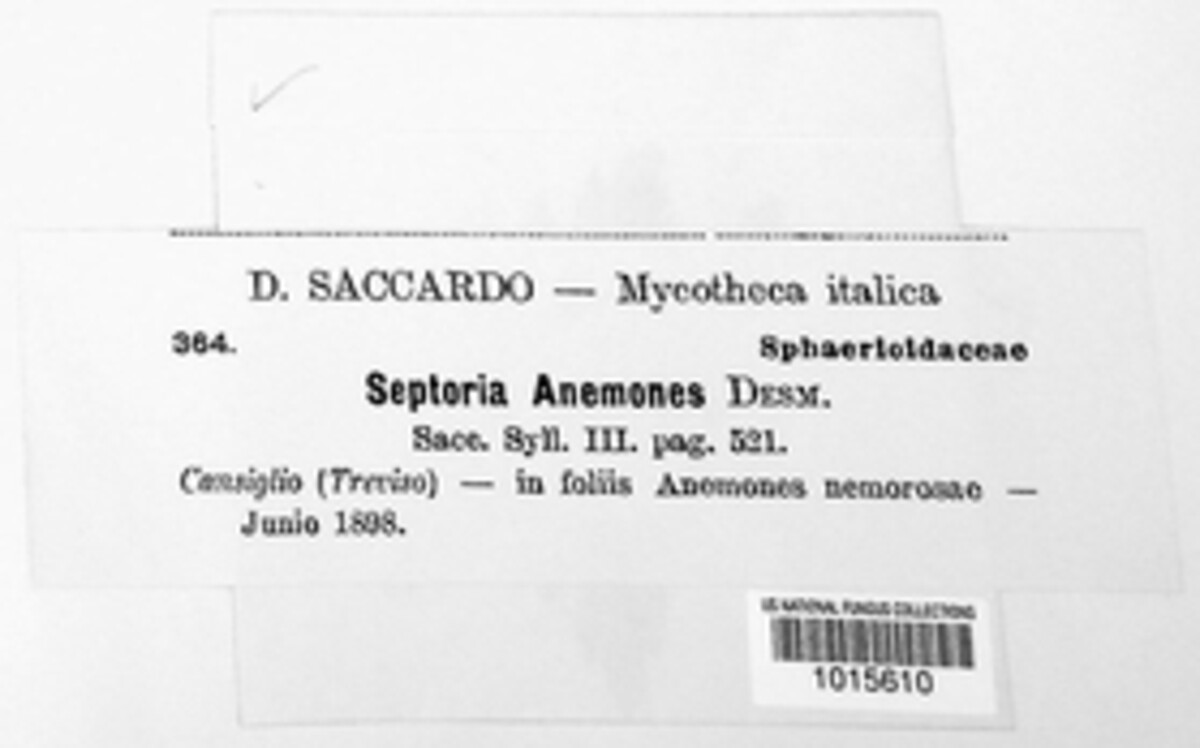 D. SACCARDO — Mycotheca italica
364. Sphaerioidaceae
Septoria Anemones DESM.
Sacc. Syll. III. pag. 521.
Cansiglio (Treviso) — in foliis Anemones nemorosae —
Junio 1898.
US NATIONAL FUNGUS COLLECTIONS
1015610